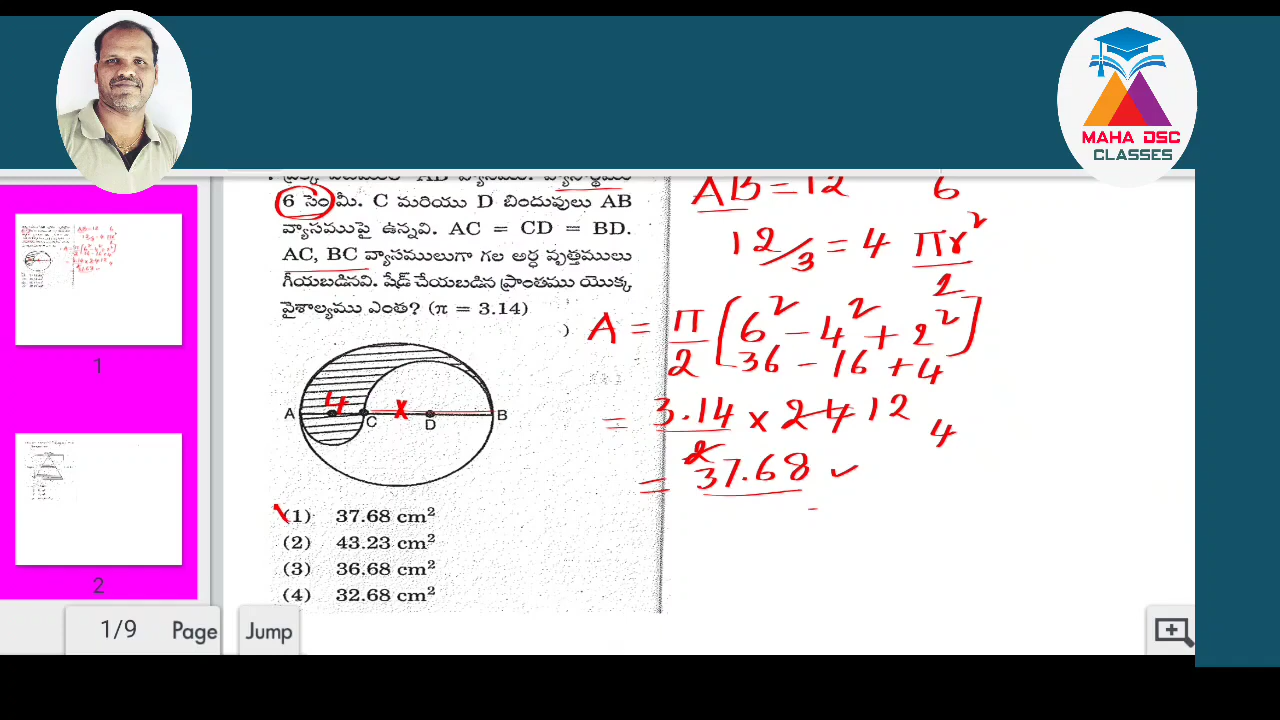 MAHA DSC
CLASSES
6 సెంమీ. C మరియు D బిందువులు AB
వ్యాసముపై ఉన్నవి. AC = CD = BD.
AC, BC వ్యాసములుగా గల అర్ధ వృత్తములు
గీయబడినవి. షేడ్ చేయబడిన ప్రాంతము యొక్క
వైశాల్యము ఎంత? (π = 3.14)
)
A
4
C
x
D
B
(1) 37.68 cm²
(2) 43.23 cm²
(3) 36.68 cm²
(4) 32.68 cm²
AB = 12 6
12/3 = 4 πr²/2
A = π/2 [6² - 4² + 2²]
36 - 16 + 4
= 3.14 x 24 12
2 4
= 37.68 ✓
1
2
1/9 Page Jump